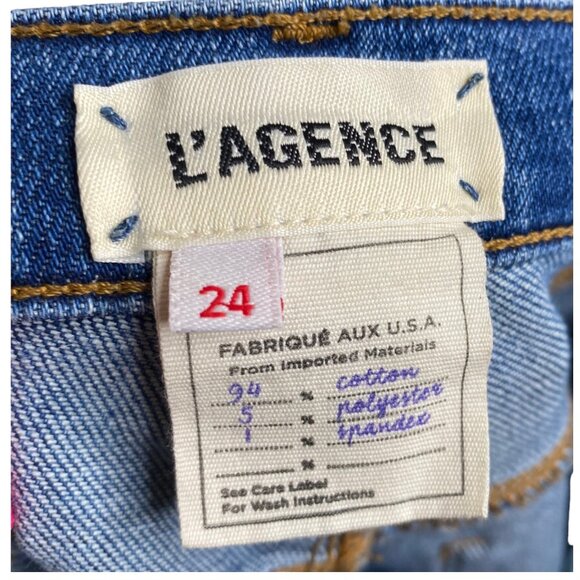 L'AGENCE
24
FABRIQUÉ AUX U.S.A.
From Imported Materials
94 % cotton
5 % polyester
1 % spandex
%
See Care Label
For Wash Instructions